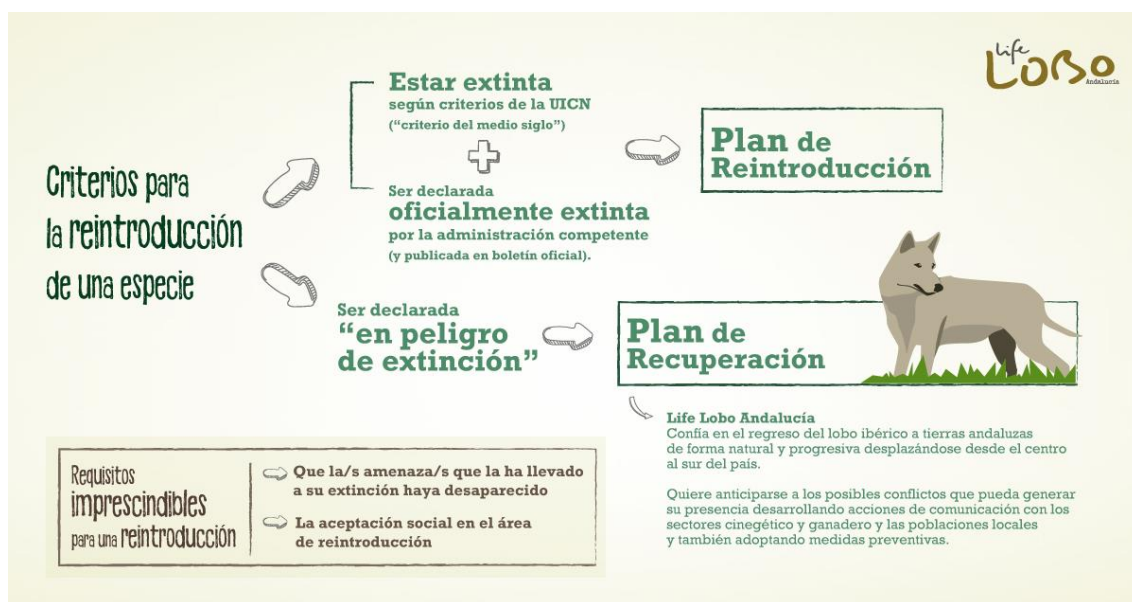 Life
Lobo
Andalucía
Criterios para
la reintroducción
de una especie
Estar extinta
según criterios de la UICN
(“criterio del medio siglo”)
Ser declarada
oficialmente extinta
por la administración competente
(y publicada en boletín oficial).
Plan de
Reintroducción
Ser declarada
“en peligro
de extinción”
Plan de
Recuperación
Life Lobo Andalucía
Confía en el regreso del lobo ibérico a tierras andaluzas
de forma natural y progresiva desplazándose desde el centro
al sur del país.
Quiere anticiparse a los posibles conflictos que pueda generar
su presencia desarrollando acciones de comunicación con los
sectores cinegético y ganadero y las poblaciones locales
y también adoptando medidas preventivas.
Requisitos
imprescindibles
para una reintroducción
Que la/s amenaza/s que la ha llevado
a su extinción haya desaparecido
La aceptación social en el área
de reintroducción